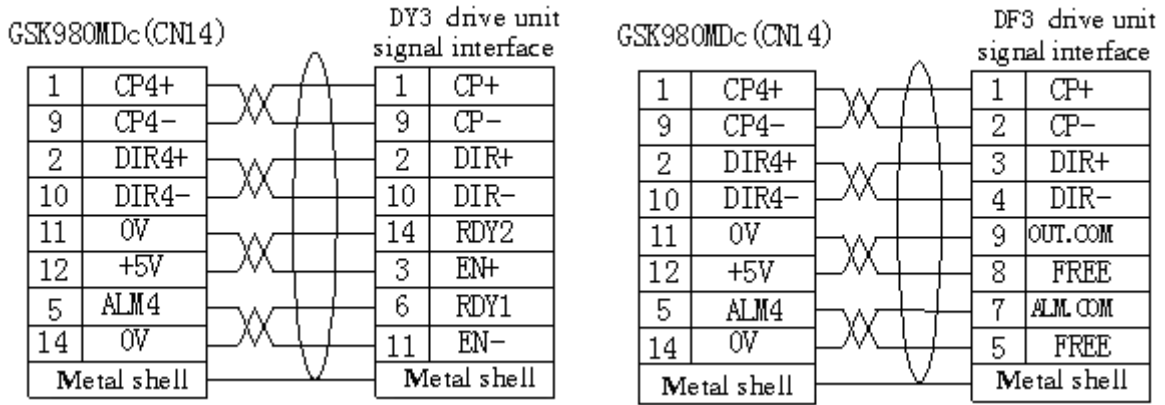 GSK980MDc(CN14)
DY3 drive unit
signal interface
1 CP4+ 1 CP+
9 CP4- 9 CP-
2 DIR4+ 2 DIR+
10 DIR4- 10 DIR-
11 0V 14 RDY2
12 +5V 3 EN+
5 ALM4 6 RDY1
14 0V 11 EN-
Metal shell Metal shell
GSK980MDc(CN14)
DF3 drive unit
signal interface
1 CP4+ 1 CP+
9 CP4- 2 CP-
2 DIR4+ 3 DIR+
10 DIR4- 4 DIR-
11 0V 9 OUT.COM
12 +5V 8 FREE
5 ALM4 7 ALM.COM
14 0V 5 FREE
Metal shell Metal shell